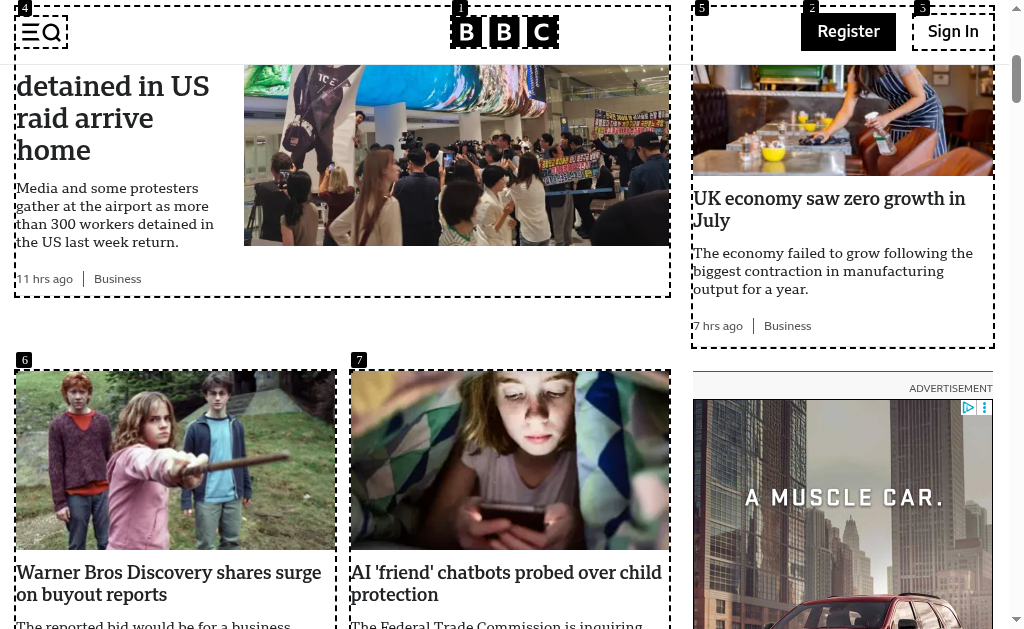 4
1
5
2
3
BBC
Register
Sign In
detained in US
raid arrive
home
Media and some protesters
gather at the airport as more
than 300 workers detained in
the US last week return.
11 hrs ago
Business
ICE
UK economy saw zero growth in
July
The economy failed to grow following the
biggest contraction in manufacturing
output for a year.
7 hrs ago
Business
6
7
Warner Bros Discovery shares surge
on buyout reports
The reported bid would be for a business
AI 'friend' chatbots probed over child
protection
The Federal Trade Commission is inquiring
ADVERTISEMENT
A MUSCLE CAR.